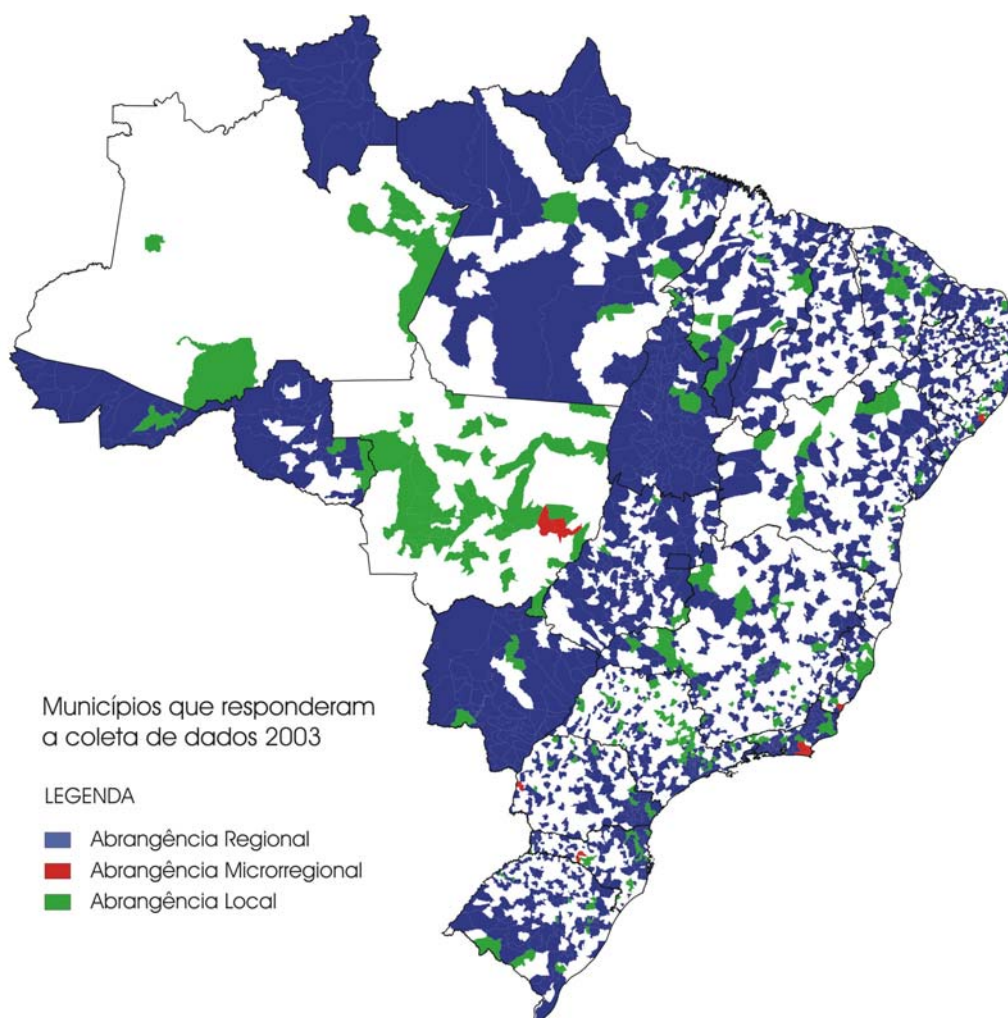 Municípios que responderam
a coleta de dados 2003
LEGENDA
Abrangência Regional
Abrangência Microrregional
Abrangência Local